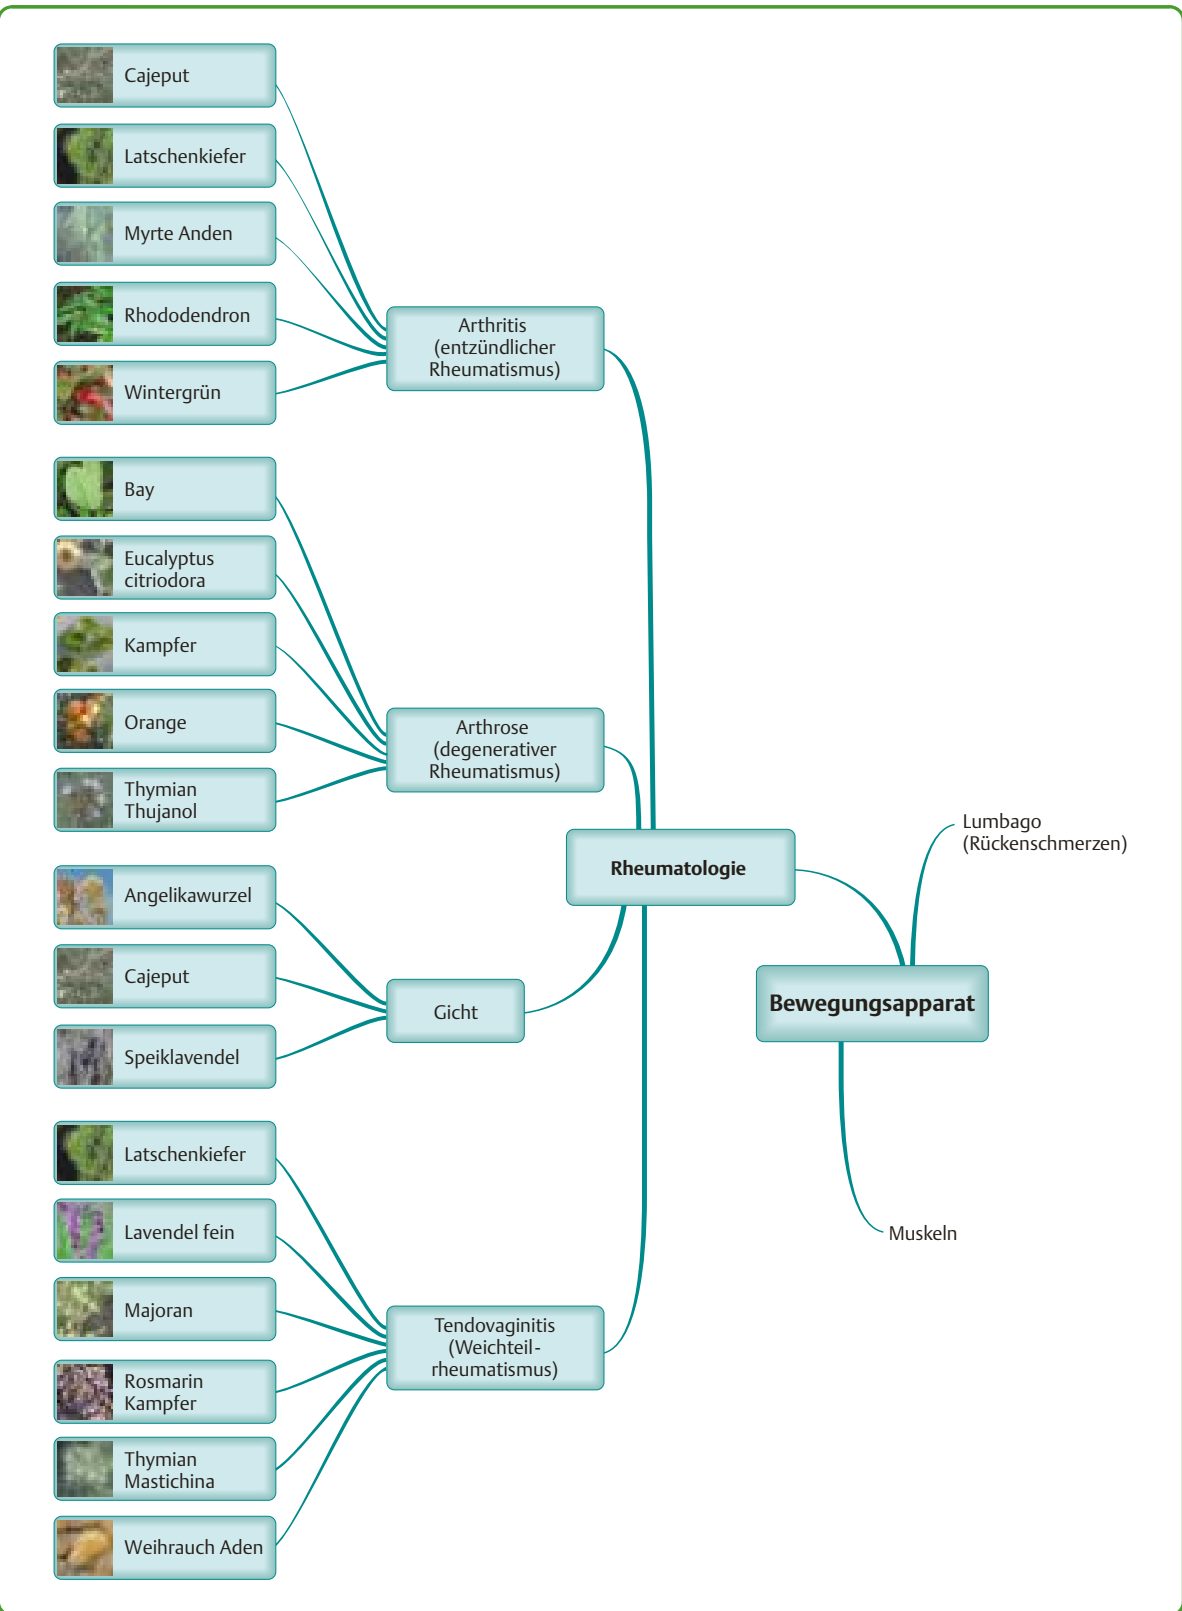 Cajeput
Latschenkiefer
Myrte Anden
Rhododendron
Wintergrün
Arthritis
(entzündlicher
Rheumatismus)
Bay
Eucalyptus
citriodora
Kampfer
Orange
Thymian
Thujanol
Arthrose
(degenerativer
Rheumatismus)
Angelikawurzel
Cajeput
Speiklavendel
Gicht
Latschenkiefer
Lavendel fein
Majoran
Rosmarin
Kampfer
Thymian
Mastichina
Weihrauch Aden
Tendovaginitis
(Weichteil-
rheumatismus)
Rheumatologie
Lumbago
(Rückenschmerzen)
Bewegungsapparat
Muskeln